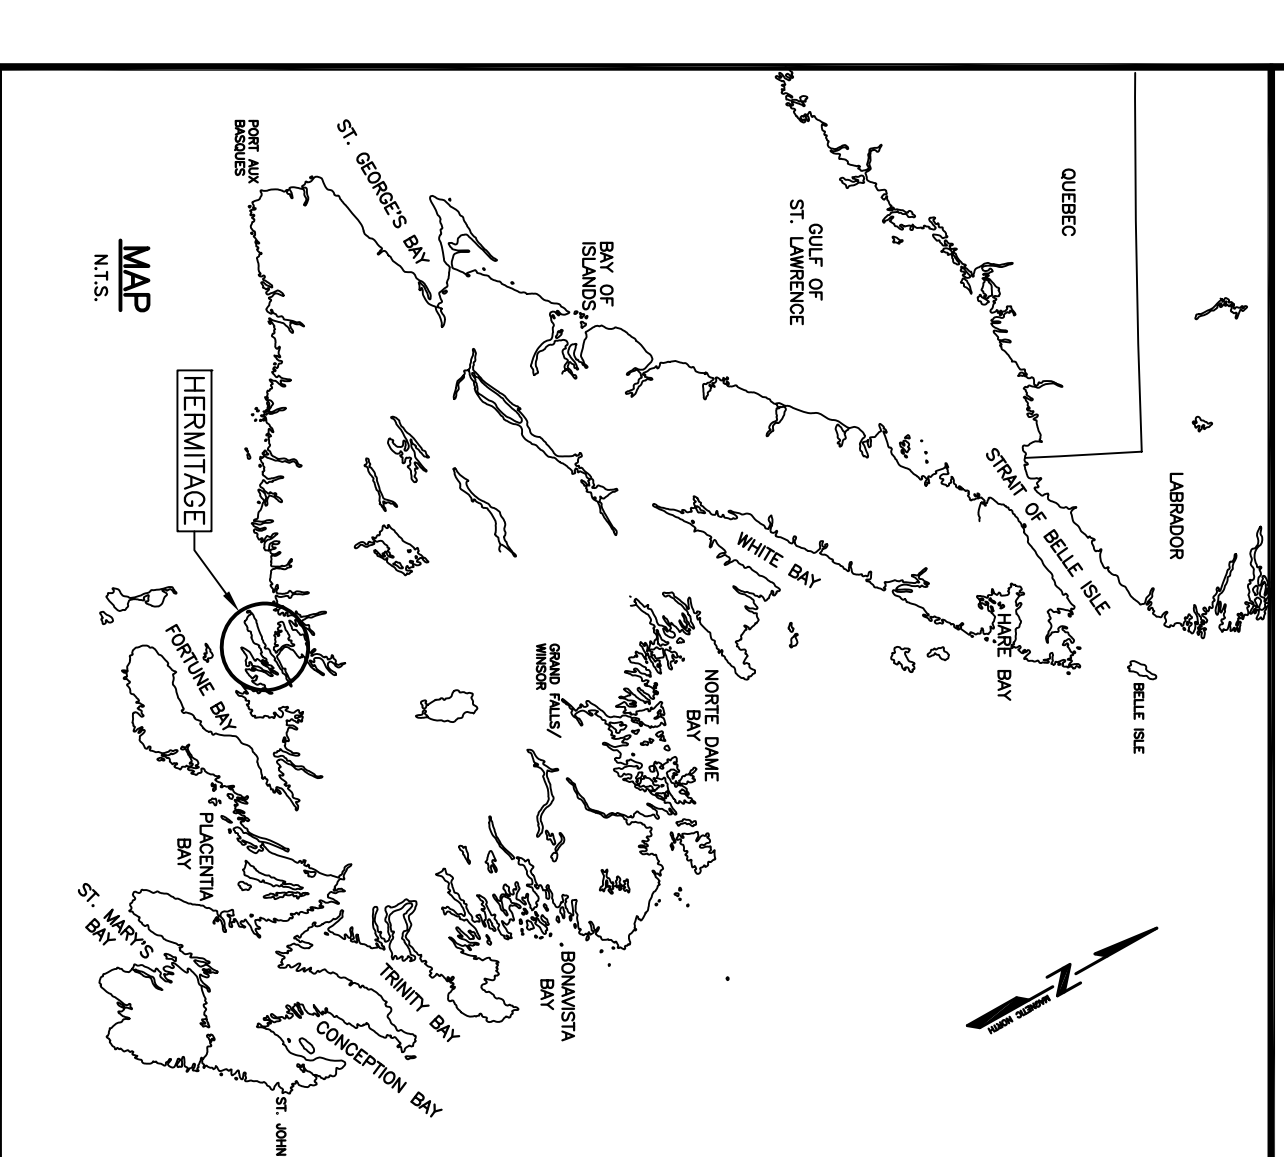 QUEBEC
LABRADOR
GULF OF
ST. LAWRENCE
STRAIT OF BELLE ISLE
BELLE ISLE
HARE BAY
WHITE BAY
BAY OF
ISLANDS
ST. GEORGE'S BAY
PORT AUX
BASQUES
NORTE DAME
BAY
GRAND FALLS/
WINSOR
BONAVISTA
BAY
TRINITY BAY
CONCEPTION BAY
ST. JOHN
HERMITAGE
FORTUNE BAY
PLACENTIA
BAY
ST. MARY'S
BAY
MAGNETIC NORTH
N
MAP
N.T.S.